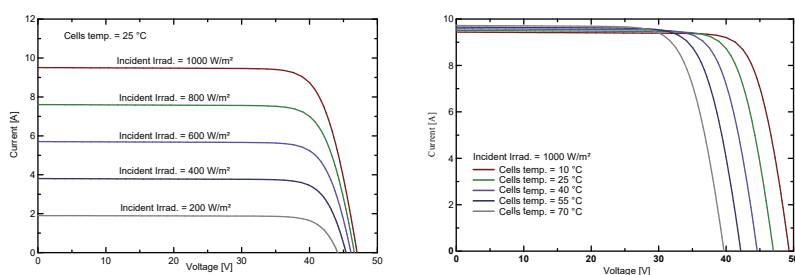 12
10
8
6
4
2
0
0
10
20
30
40
50
Current [A]
Voltage [V]
Cells temp. = 25 °C
Incident Irrad. = 1000 W/m²
Incident Irrad. = 800 W/m²
Incident Irrad. = 600 W/m²
Incident Irrad. = 400 W/m²
Incident Irrad. = 200 W/m²
10
8
6
4
2
0
0
10
20
30
40
50
Current [A]
Voltage [V]
Incident Irrad. = 1000 W/m²
Cells temp. = 10 °C
Cells temp. = 25 °C
Cells temp. = 40 °C
Cells temp. = 55 °C
Cells temp. = 70 °C